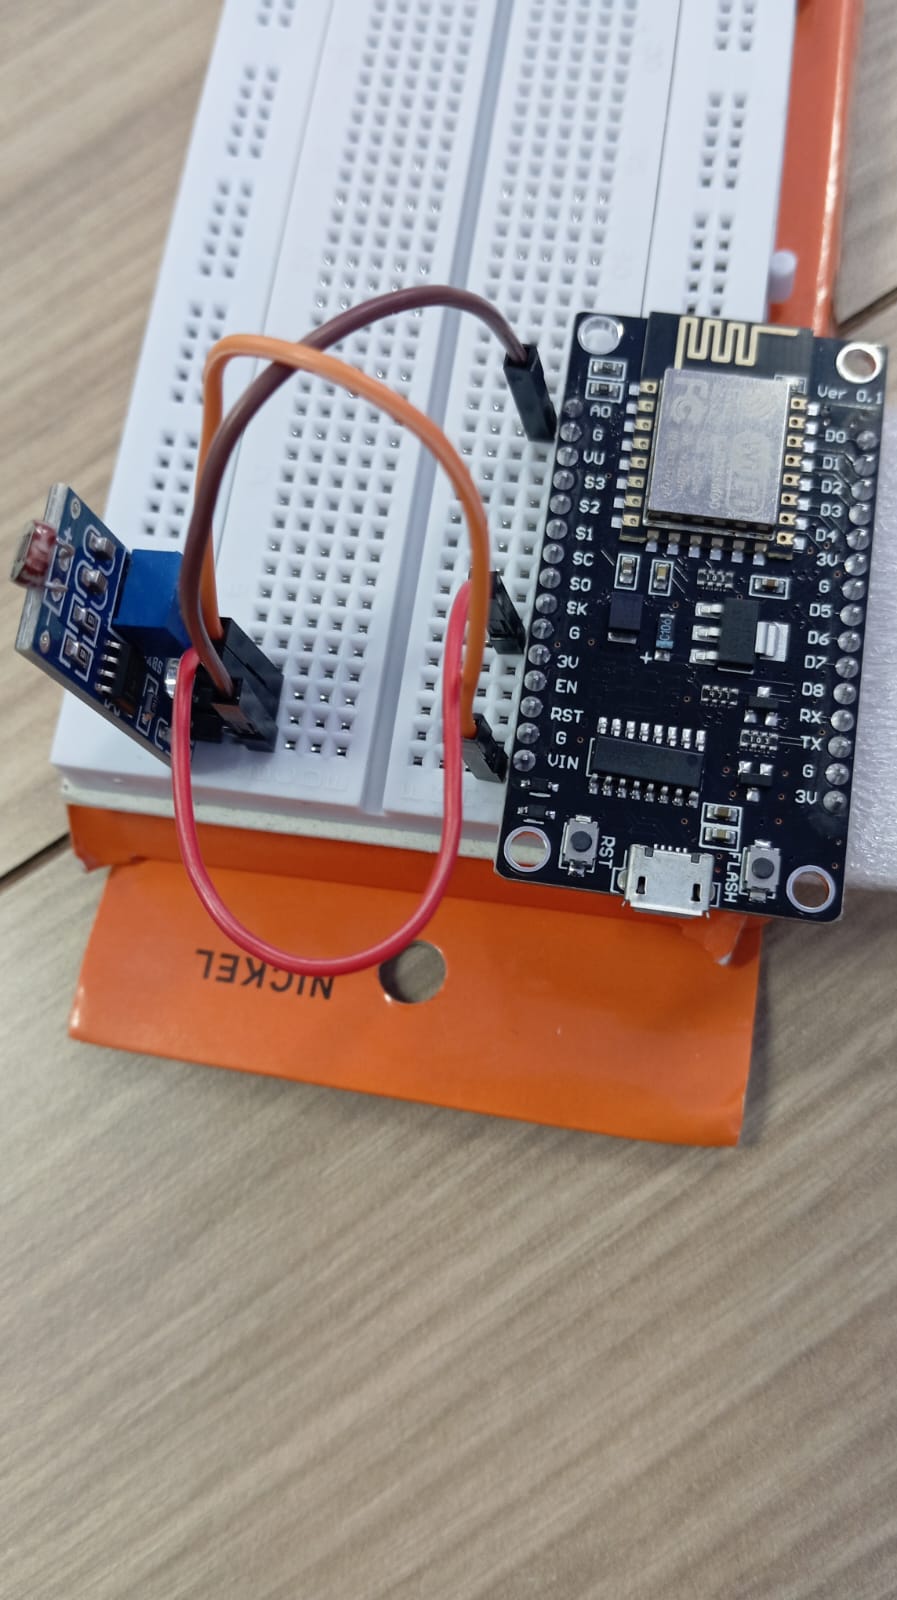 Ver 0.1
A0
G
VU
S3
S2
S1
SC
S0
SK
G
3V
EN
RST
G
VIN
D0
D1
D2
D3
D4
3V
G
D5
D6
D7
D8
RX
TX
G
3V
RST
FLASH
NICKEL